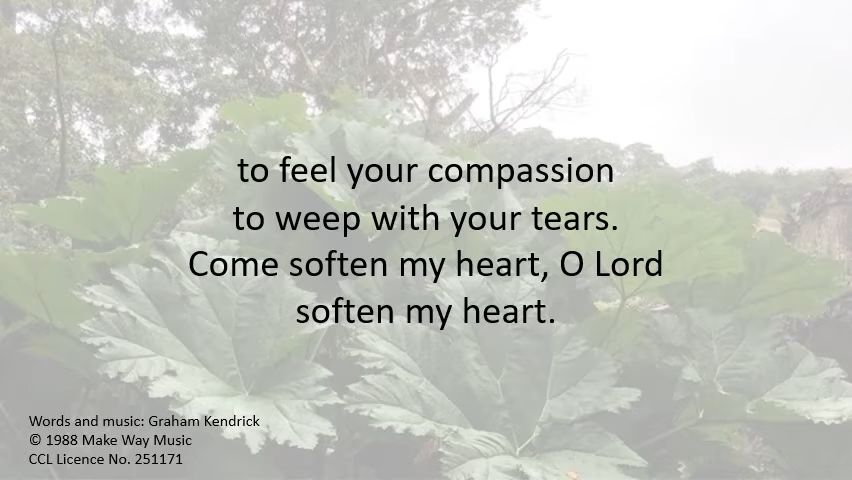 to feel your compassion
to weep with your tears.
Come soften my heart, O Lord
soften my heart.
Words and music: Graham Kendrick
© 1988 Make Way Music
CCL Licence No. 251171